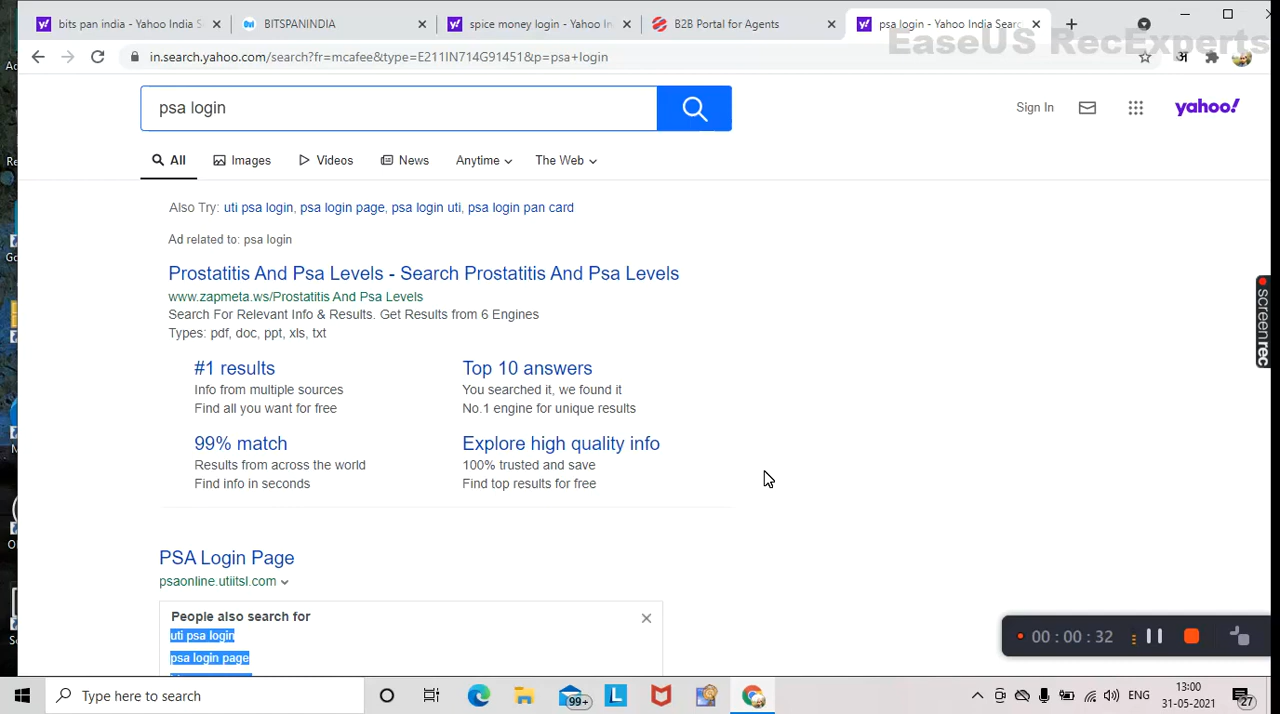 bits pan india - Yahoo India S
BITSPANINDIA
spice money login - Yahoo In
B2B Portal for Agents
psa login - Yahoo India Searc
EaseUS RecExperts
in.search.yahoo.com/search?fr=mcafee&type=E211IN714G91451&p=psa+login
psa login
Sign In
yahoo!
All
Images
Videos
News
Anytime
The Web
Also Try: uti psa login, psa login page, psa login uti, psa login pan card
Ad related to: psa login
Prostatitis And Psa Levels - Search Prostatitis And Psa Levels
www.zapmeta.ws/Prostatitis And Psa Levels
Search For Relevant Info & Results. Get Results from 6 Engines
Types: pdf, doc, ppt, xls, txt
#1 results
Info from multiple sources
Find all you want for free
Top 10 answers
You searched it, we found it
No.1 engine for unique results
99% match
Results from across the world
Find info in seconds
Explore high quality info
100% trusted and save
Find top results for free
PSA Login Page
psaonline.utiitsl.com
People also search for
uti psa login
psa login page
screenrec
00:00:32
Type here to search
99+
ENG
13:00
31-05-2021
27